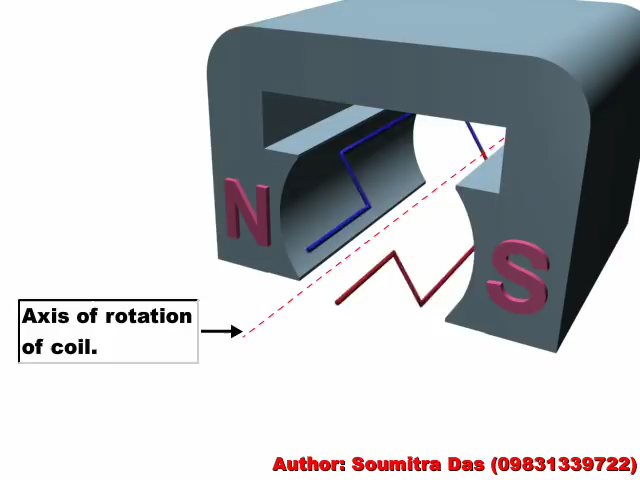 N
S
Axis of rotation
of coil.
Author: Soumitra Das (09831339722)